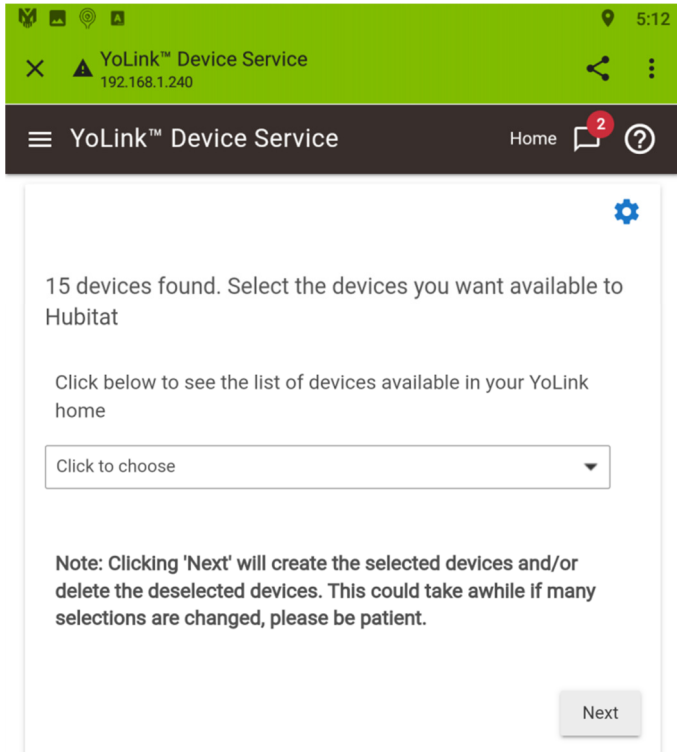 5:12
YoLink™ Device Service
192.168.1.240
YoLink™ Device Service
Home
2
15 devices found. Select the devices you want available to
Hubitat
Click below to see the list of devices available in your YoLink
home
Click to choose
Note: Clicking 'Next' will create the selected devices and/or
delete the deselected devices. This could take awhile if many
selections are changed, please be patient.
Next